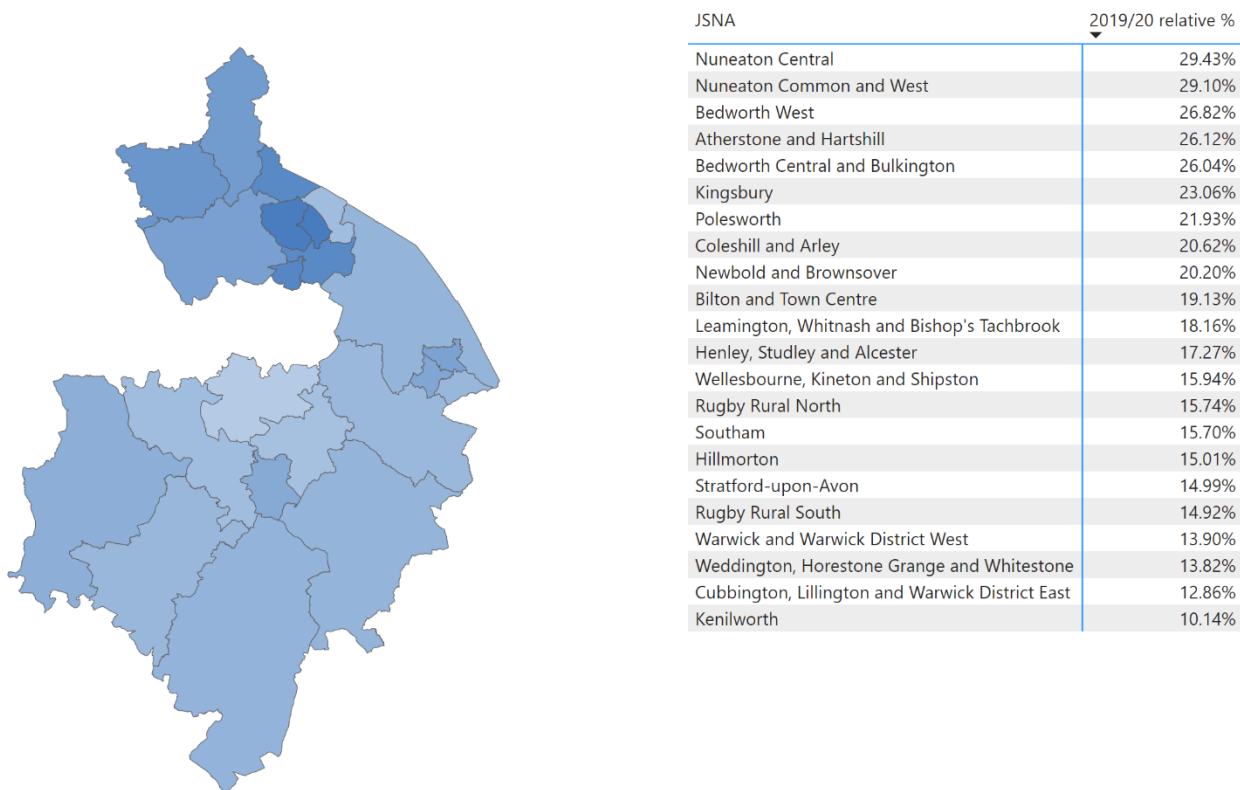 JSNA 2019/20 relative %
Nuneaton Central 29.43%
Nuneaton Common and West 29.10%
Bedworth West 26.82%
Atherstone and Hartshill 26.12%
Bedworth Central and Bulkington 26.04%
Kingsbury 23.06%
Polesworth 21.93%
Coleshill and Arley 20.62%
Newbold and Brownsover 20.20%
Bilton and Town Centre 19.13%
Leamington, Whitnash and Bishop's Tachbrook 18.16%
Henley, Studley and Alcester 17.27%
Wellesbourne, Kineton and Shipston 15.94%
Rugby Rural North 15.74%
Southam 15.70%
Hillmorton 15.01%
Stratford-upon-Avon 14.99%
Rugby Rural South 14.92%
Warwick and Warwick District West 13.90%
Weddington, Horestone Grange and Whitestone 13.82%
Cubbington, Lillington and Warwick District East 12.86%
Kenilworth 10.14%